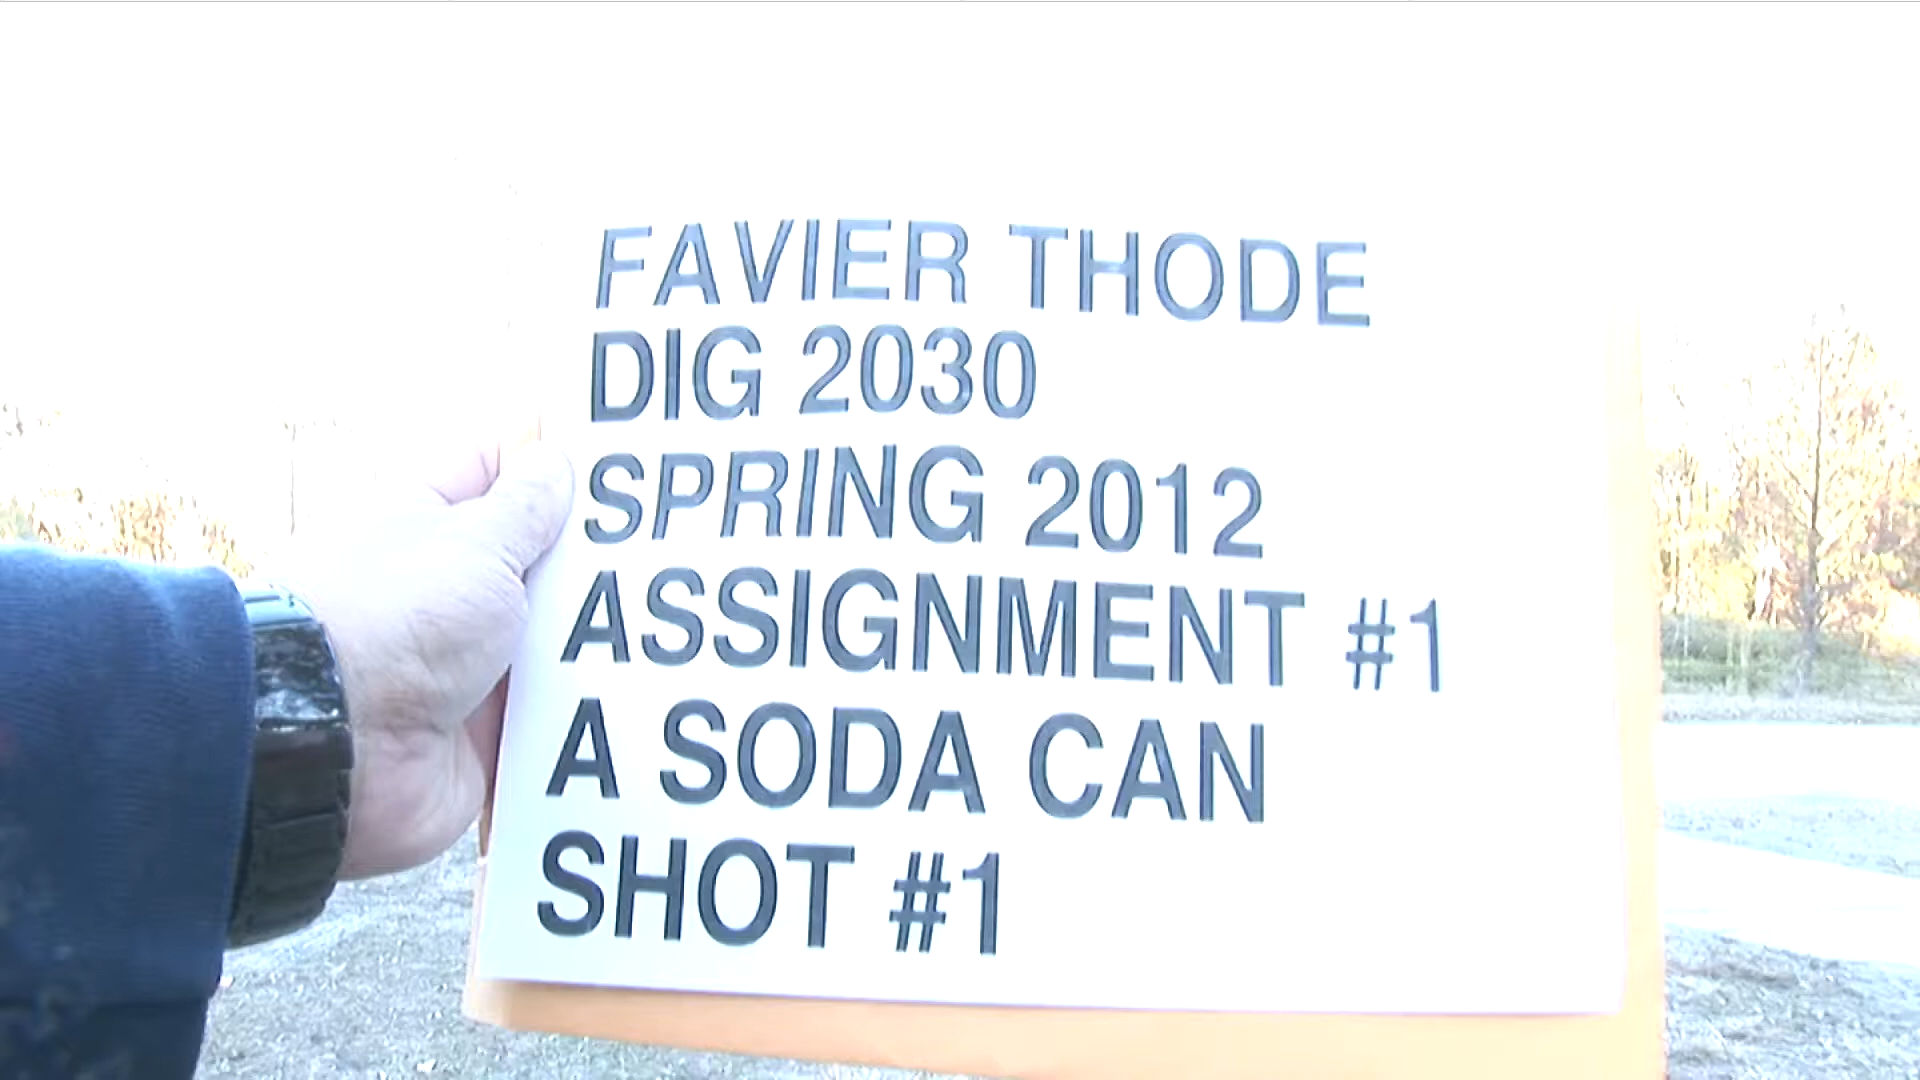 FAVIER THODE
DIG 2030
SPRING 2012
ASSIGNMENT #1
A SODA CAN
SHOT #1